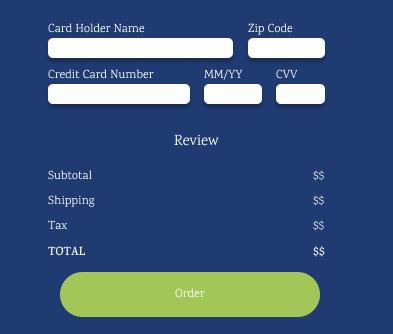 Card Holder Name Zip Code
Credit Card Number MM/YY CVV
Review
Subtotal $$
Shipping $$
Tax $$
TOTAL $$
Order